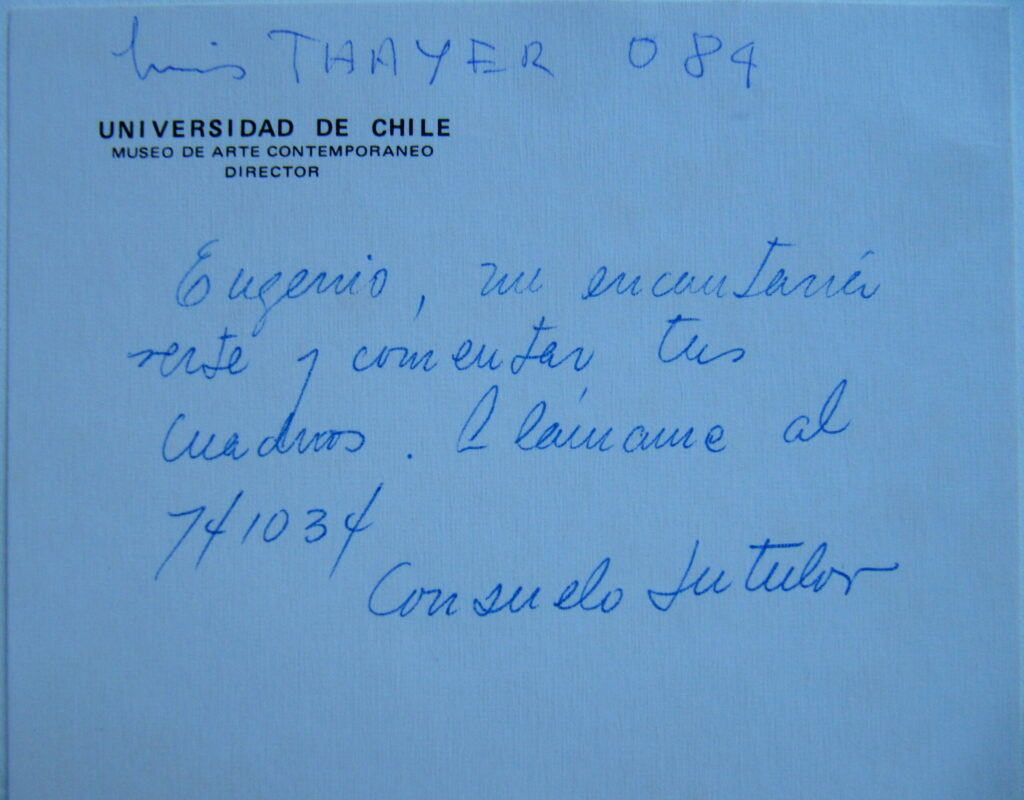 Luis THAYER 084
UNIVERSIDAD DE CHILE
MUSEO DE ARTE CONTEMPORANEO
DIRECTOR
Eugenio, me encantaría
verte y comentar tus
cuadros. Llámame al
741034
Consuelo